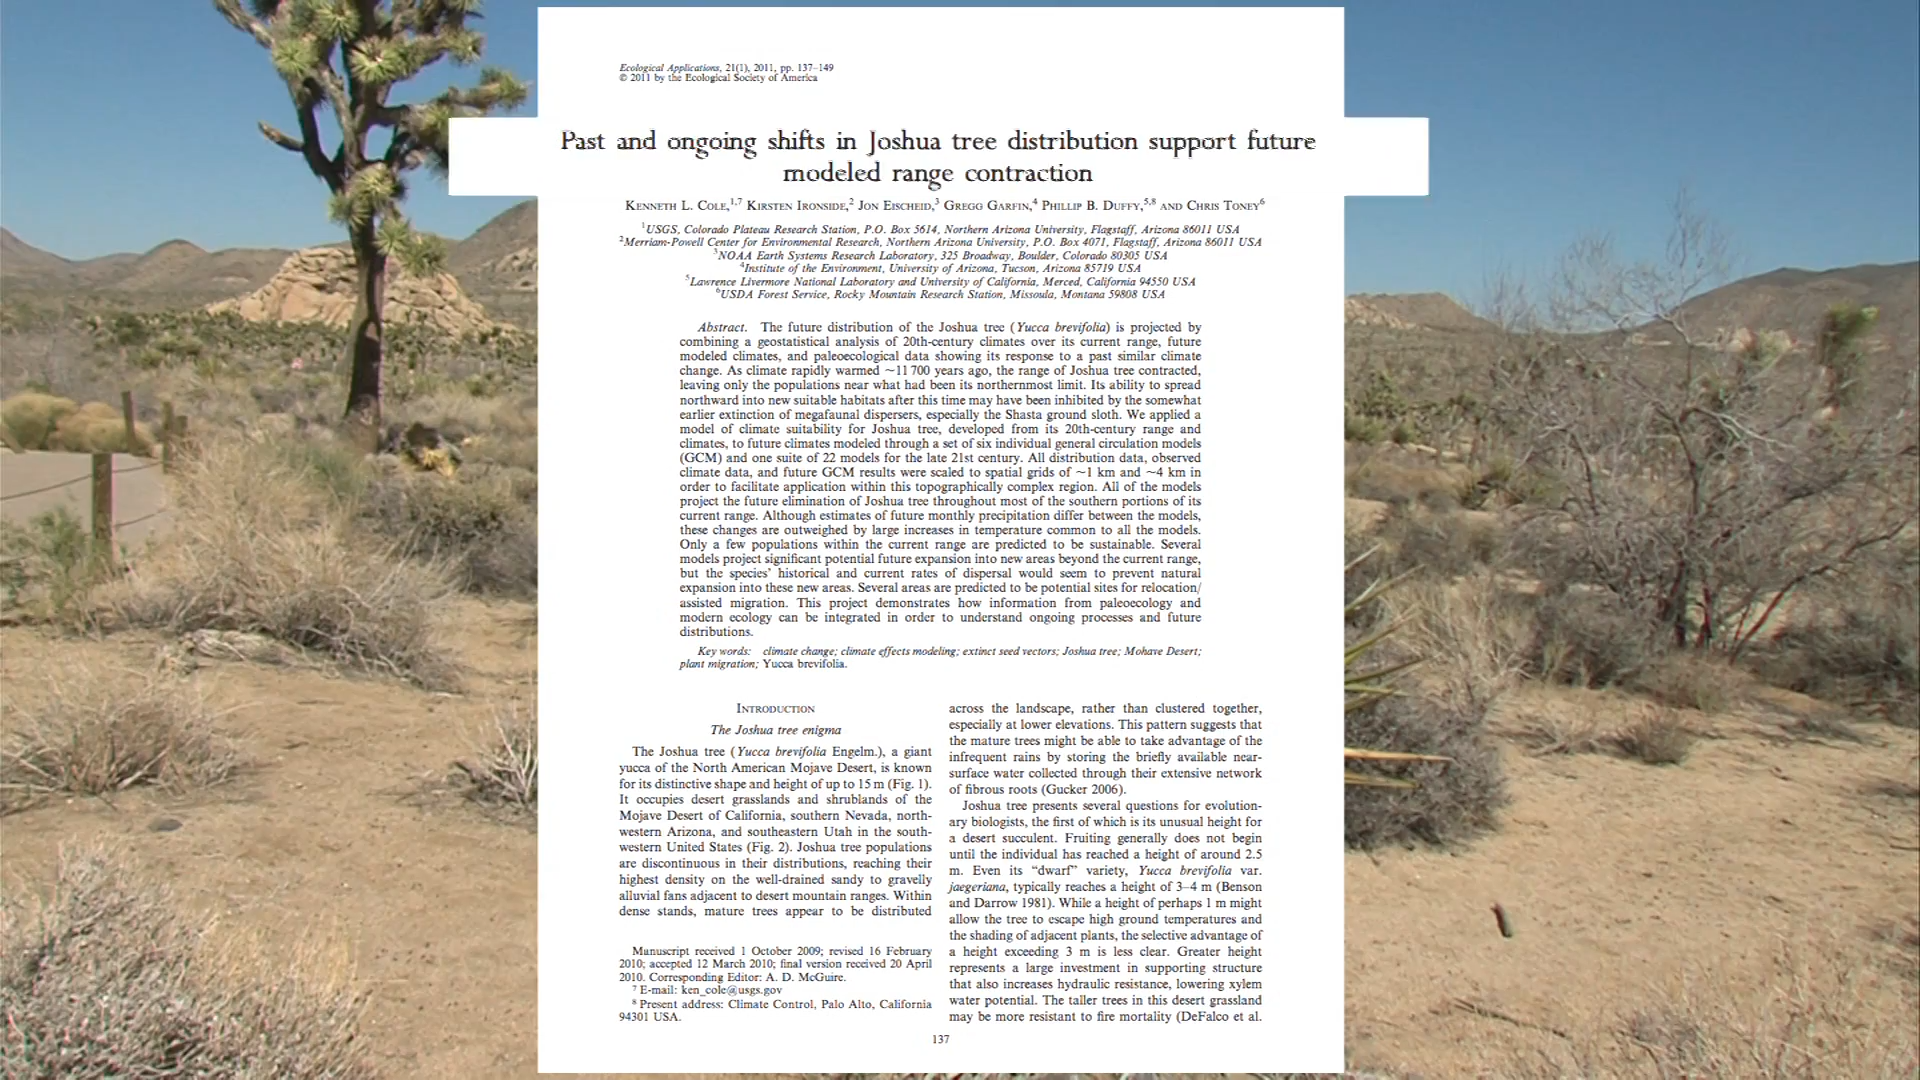 Ecological Applications, 21(1), 2011, pp. 137–149
© 2011 by the Ecological Society of America
Past and ongoing shifts in Joshua tree distribution support future
modeled range contraction
Kenneth L. Cole,1,7 Kirsten Ironside,2 Jon Eischeid,3 Gregg Garfin,4 Phillip B. Duffy,5,8 and Chris Toney6
1USGS, Colorado Plateau Research Station, P.O. Box 5614, Northern Arizona University, Flagstaff, Arizona 86011 USA
2Merriam-Powell Center for Environmental Research, Northern Arizona University, P.O. Box 4071, Flagstaff, Arizona 86011 USA
3NOAA Earth Systems Research Laboratory, 325 Broadway, Boulder, Colorado 80305 USA
4Institute of the Environment, University of Arizona, Tucson, Arizona 85719 USA
5Lawrence Livermore National Laboratory and University of California, Merced, California 94550 USA
6USDA Forest Service, Rocky Mountain Research Station, Missoula, Montana 59808 USA
Abstract. The future distribution of the Joshua tree (Yucca brevifolia) is projected by
combining a geostatistical analysis of 20th-century climates over its current range, future
modeled climates, and paleoecological data showing its response to a past similar climate
change. As climate rapidly warmed ~11 700 years ago, the range of Joshua tree contracted,
leaving only the populations near what had been its northernmost limit. Its ability to spread
northward into new suitable habitats after this time may have been inhibited by the somewhat
earlier extinction of megafaunal dispersers, especially the Shasta ground sloth. We applied a
model of climate suitability for Joshua tree, developed from its 20th-century range and
climates, to future climates modeled through a set of six individual general circulation models
(GCM) and one suite of 22 models for the late 21st century. All distribution data, observed
climate data, and future GCM results were scaled to spatial grids of ~1 km and ~4 km in
order to facilitate application within this topographically complex region. All of the models
project the future elimination of Joshua tree throughout most of the southern portions of its
current range. Although estimates of future monthly precipitation differ between the models,
these changes are outweighed by large increases in temperature common to all the models.
Only a few populations within the current range are predicted to be sustainable. Several
models project significant potential future expansion into new areas beyond the current range,
but the species' historical and current rates of dispersal would seem to prevent natural
expansion into these new areas. Several areas are predicted to be potential sites for relocation/
assisted migration. This project demonstrates how information from paleoecology and
modern ecology can be integrated in order to understand ongoing processes and future
distributions.
Key words: climate change; climate effects modeling; extinct seed vectors; Joshua tree; Mohave Desert;
plant migration; Yucca brevifolia.
Introduction
The Joshua tree enigma
The Joshua tree (Yucca brevifolia Engelm.), a giant
yucca of the North American Mojave Desert, is known
for its distinctive shape and height of up to 15 m (Fig. 1).
It occupies desert grasslands and shrublands of the
Mojave Desert of California, southern Nevada, north-
western Arizona, and southeastern Utah in the south-
western United States (Fig. 2). Joshua tree populations
are discontinuous in their distributions, reaching their
highest density on the well-drained sandy to gravelly
alluvial fans adjacent to desert mountain ranges. Within
dense stands, mature trees appear to be distributed
Manuscript received 1 October 2009; revised 16 February
2010; accepted 12 March 2010; final version received 20 April
2010. Corresponding Editor: A. D. McGuire.
7 E-mail: ken_cole@usgs.gov
8 Present address: Climate Control, Palo Alto, California
94301 USA.
across the landscape, rather than clustered together,
especially at lower elevations. This pattern suggests that
the mature trees might be able to take advantage of the
infrequent rains by storing the briefly available near-
surface water collected through their extensive network
of fibrous roots (Gucker 2006).
Joshua tree presents several questions for evolution-
ary biologists, the first of which is its unusual height for
a desert succulent. Fruiting generally does not begin
until the individual has reached a height of around 2.5
m. Even its "dwarf" variety, Yucca brevifolia var.
jaegeriana, typically reaches a height of 3–4 m (Benson
and Darrow 1981). While a height of perhaps 1 m might
allow the tree to escape high ground temperatures and
the shading of adjacent plants, the selective advantage of
a height exceeding 3 m is less clear. Greater height
represents a large investment in supporting structure
that also increases hydraulic resistance, lowering xylem
water potential. The taller trees in this desert grassland
may be more resistant to fire mortality (DeFalco et al.
137